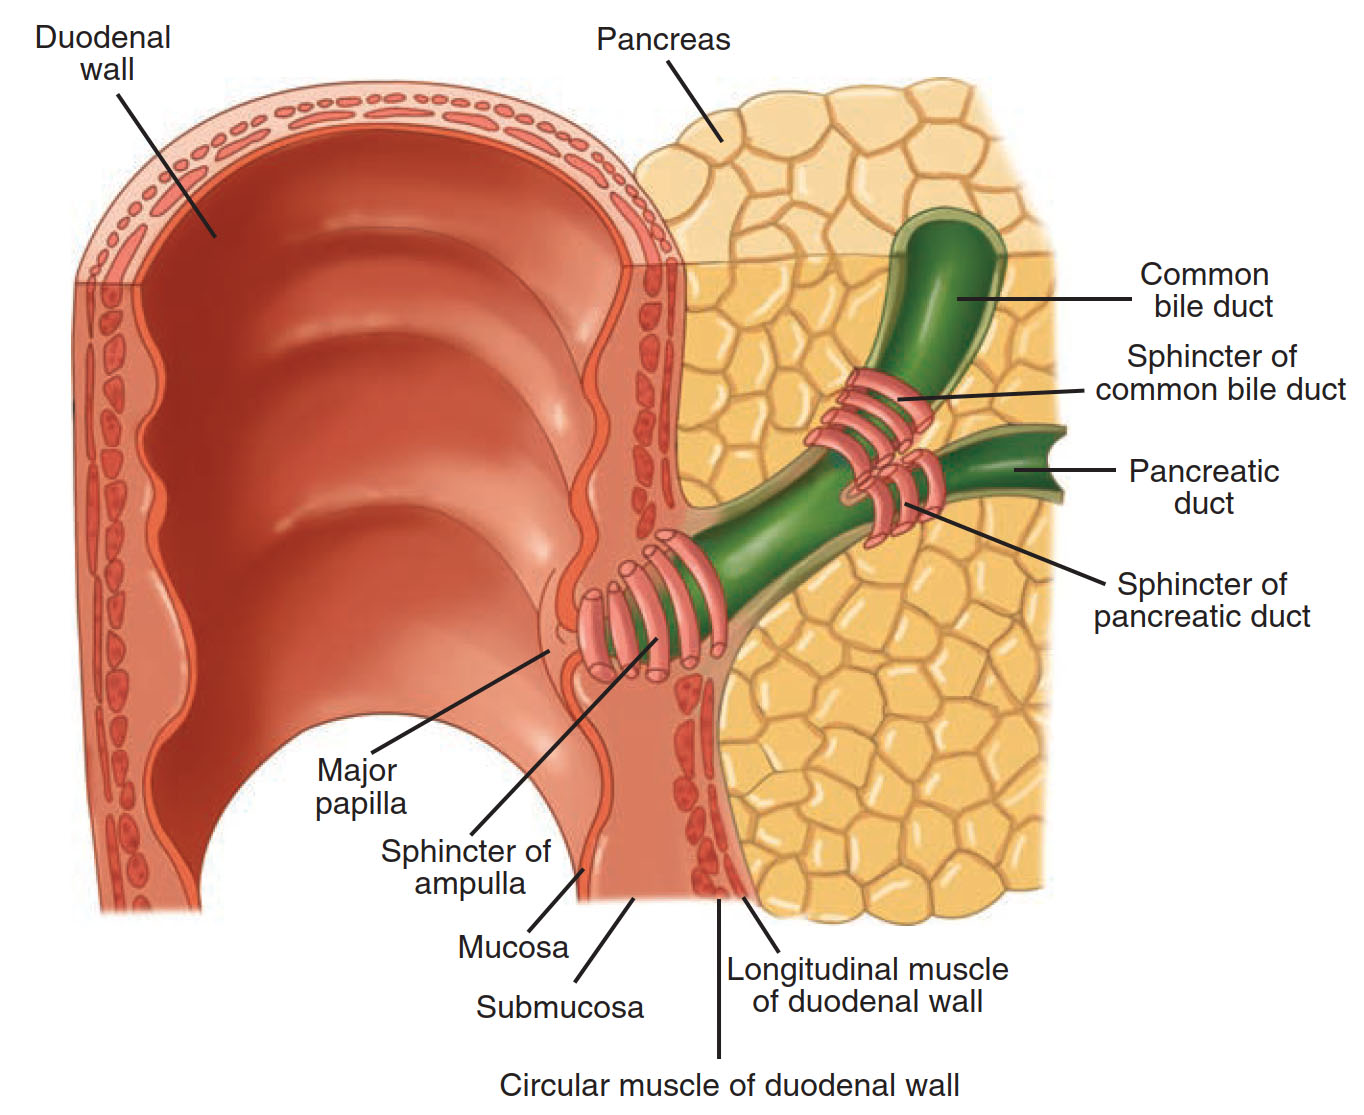 Duodenal
wall
Pancreas
Common
bile duct
Sphincter of
common bile duct
Pancreatic
duct
Sphincter of
pancreatic duct
Major
papilla
Sphincter of
ampulla
Mucosa
Submucosa
Longitudinal muscle
of duodenal wall
Circular muscle of duodenal wall